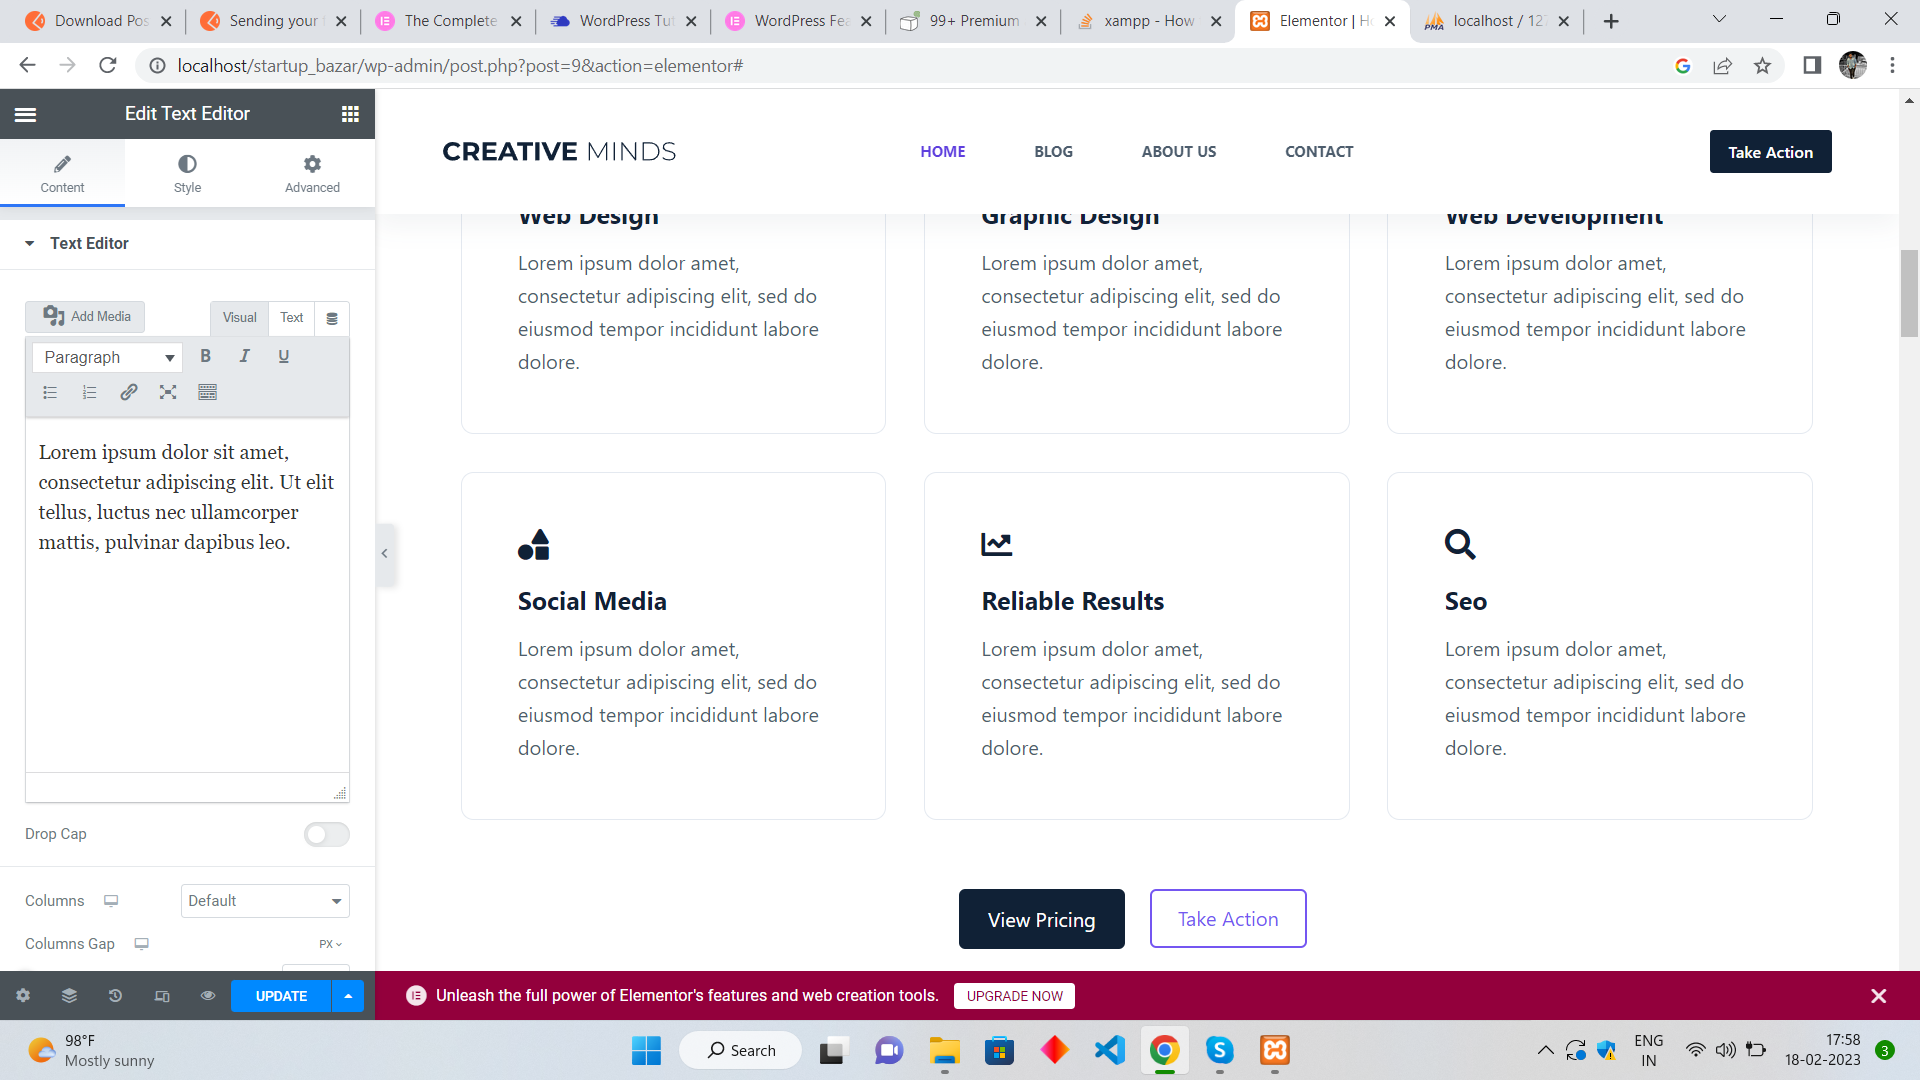 Download Pos
Sending your
The Complete
WordPress Tut
WordPress Fea
99+ Premium
xampp - How
Elementor | H
localhost / 12
localhost/startup_bazar/wp-admin/post.php?post=9&action=elementor#
Edit Text Editor
Content
Style
Advanced
Text Editor
Add Media
Visual
Text
Paragraph
B
I
U
Lorem ipsum dolor sit amet,
consectetur adipiscing elit. Ut elit
tellus, luctus nec ullamcorper
mattis, pulvinar dapibus leo.
Drop Cap
Columns
Default
Columns Gap
PX
UPDATE
CREATIVE MINDS
HOME
BLOG
ABOUT US
CONTACT
Take Action
Web Design
Lorem ipsum dolor amet,
consectetur adipiscing elit, sed do
eiusmod tempor incididunt labore
dolore.
Graphic Design
Lorem ipsum dolor amet,
consectetur adipiscing elit, sed do
eiusmod tempor incididunt labore
dolore.
Web Development
Lorem ipsum dolor amet,
consectetur adipiscing elit, sed do
eiusmod tempor incididunt labore
dolore.
Social Media
Lorem ipsum dolor amet,
consectetur adipiscing elit, sed do
eiusmod tempor incididunt labore
dolore.
Reliable Results
Lorem ipsum dolor amet,
consectetur adipiscing elit, sed do
eiusmod tempor incididunt labore
dolore.
Seo
Lorem ipsum dolor amet,
consectetur adipiscing elit, sed do
eiusmod tempor incididunt labore
dolore.
View Pricing
Take Action
Unleash the full power of Elementor's features and web creation tools.
UPGRADE NOW
98°F
Mostly sunny
Search
ENG
IN
17:58
18-02-2023
3